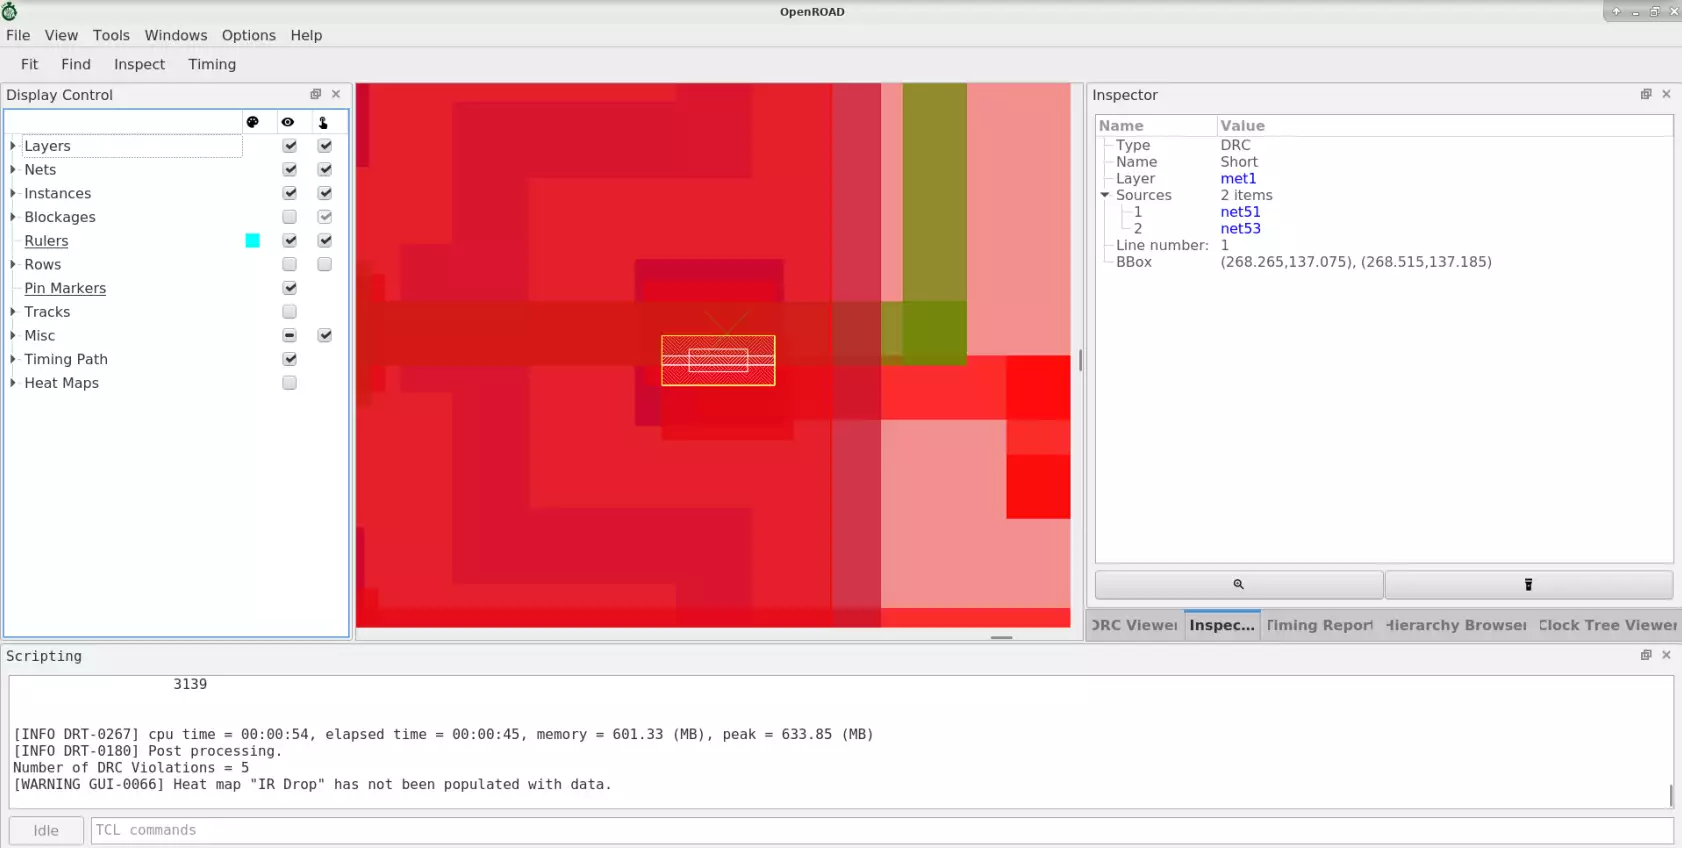 OpenROAD
File View Tools Windows Options Help
Fit Find Inspect Timing
Display Control
Layers
Nets
Instances
Blockages
Rulers
Rows
Pin Markers
Tracks
Misc
Timing Path
Heat Maps
Inspector
Name Value
Type DRC
Name Short
Layer met1
Sources 2 items
1 net51
2 net53
Line number: 1
BBox (268.265,137.075), (268.515,137.185)
DRC Viewer Inspec... Timing Report Hierarchy Browser Clock Tree Viewer
Scripting
3139
[INFO DRT-0267] cpu time = 00:00:54, elapsed time = 00:00:45, memory = 601.33 (MB), peak = 633.85 (MB)
[INFO DRT-0180] Post processing.
Number of DRC Violations = 5
[WARNING GUI-0066] Heat map "IR Drop" has not been populated with data.
Idle TCL commands